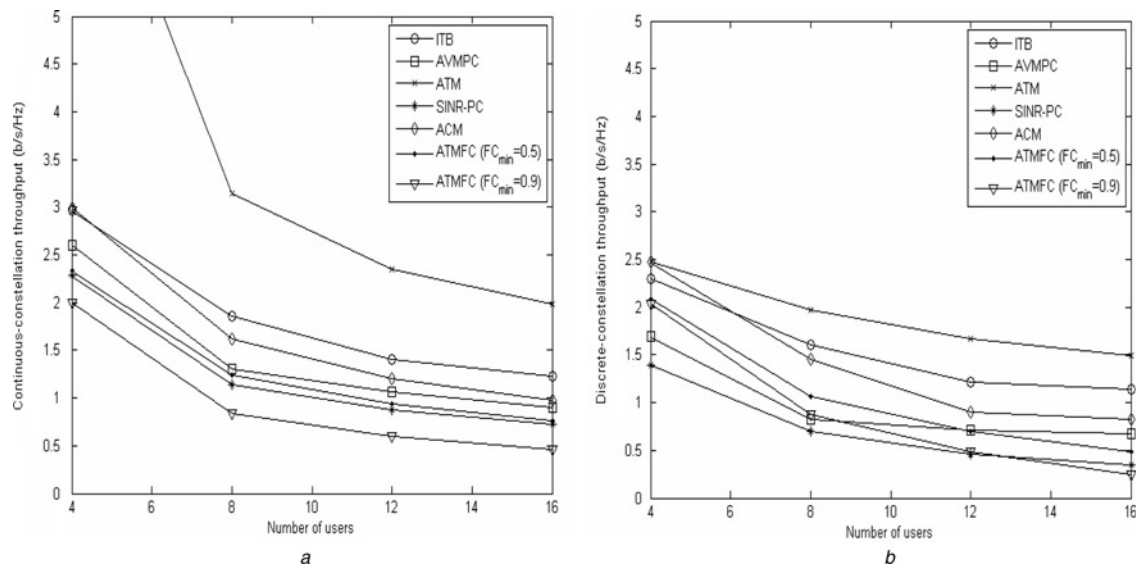 5
4.5
4
3.5
3
2.5
2
1.5
1
0.5
0
Continuous-constellation throughput (b/s/Hz)
ITB
AVMPC
ATM
SINR-PC
ACM
ATMFC (FCmin=0.5)
ATMFC (FCmin=0.9)
4 6 8 10 12 14 16
Number of users
a
5
4.5
4
3.5
3
2.5
2
1.5
1
0.5
0
Discrete-constellation throughput (b/s/Hz)
ITB
AVMPC
ATM
SINR-PC
ACM
ATMFC (FCmin=0.5)
ATMFC (FCmin=0.9)
4 6 8 10 12 14 16
Number of users
b